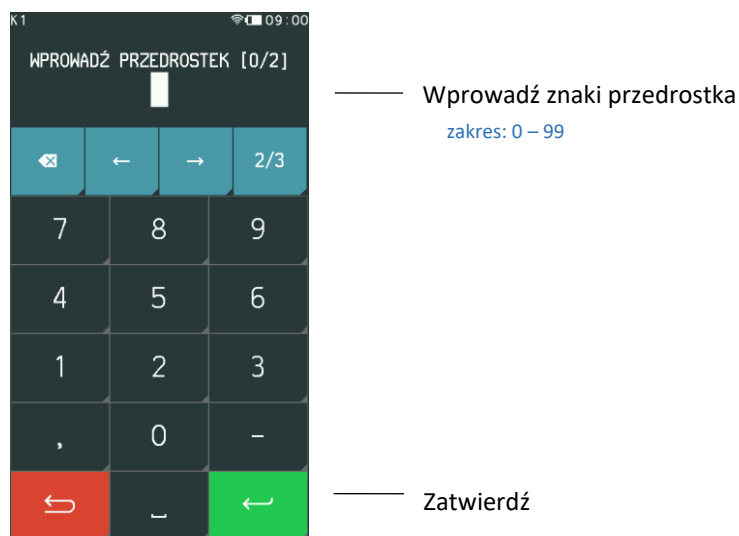 K1 09:00
WPROWADŹ PRZEDROSTEK [0/2]
Wprowadź znaki przedrostka
zakres: 0 – 99
← → 2/3
7 8 9
4 5 6
1 2 3
, 0 -
Zatwierdź